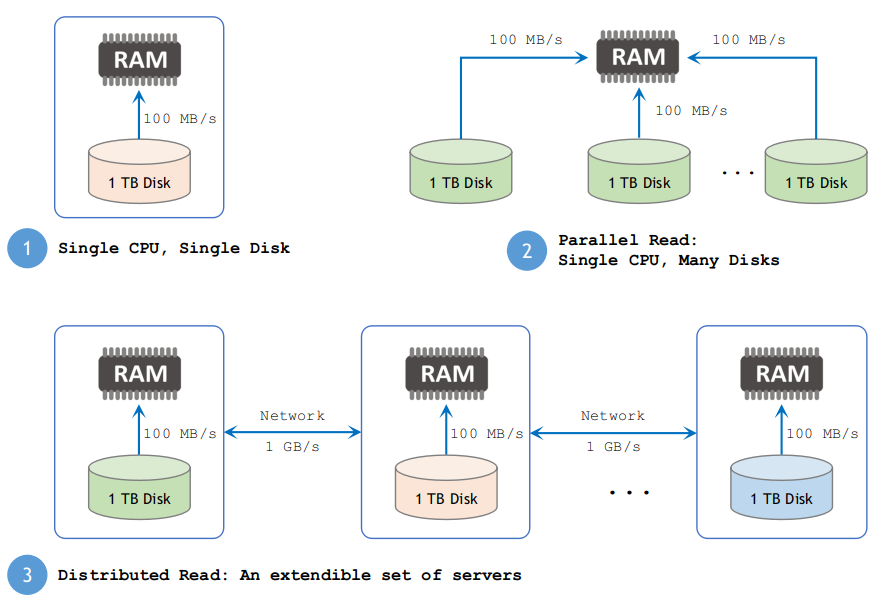 RAM
100 MB/s
1 TB Disk
1
Single CPU, Single Disk
100 MB/s
RAM
100 MB/s
100 MB/s
1 TB Disk
1 TB Disk
...
1 TB Disk
2
Parallel Read:
Single CPU, Many Disks
RAM
100 MB/s
1 TB Disk
Network
1 GB/s
RAM
100 MB/s
1 TB Disk
Network
1 GB/s
...
RAM
100 MB/s
1 TB Disk
3
Distributed Read: An extendible set of servers